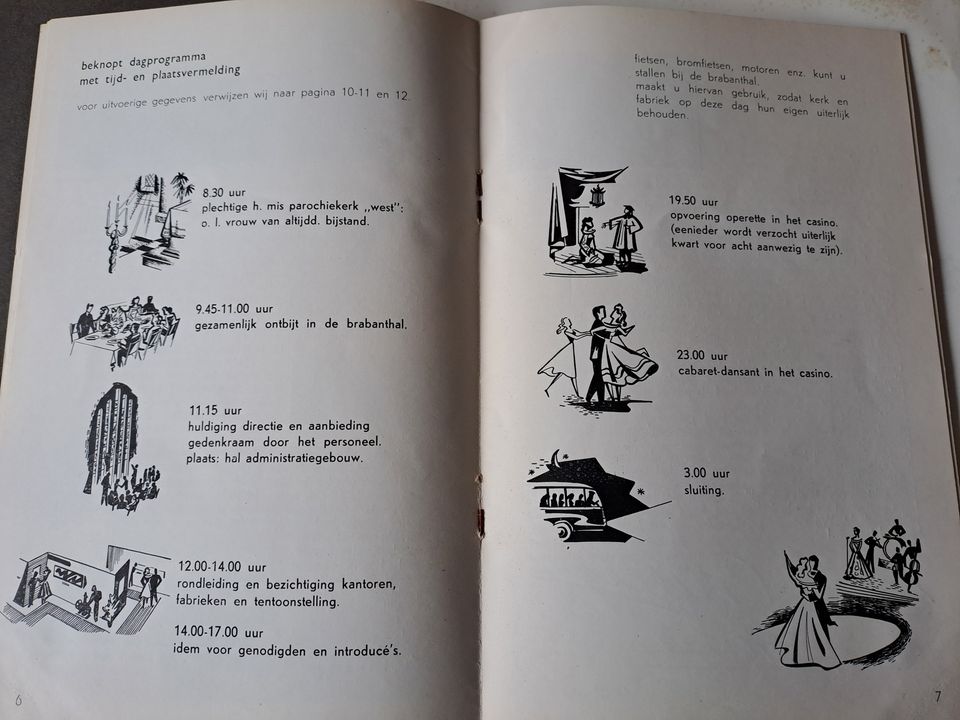 beknopt dagprogramma
met tijd- en plaatsvermelding
voor uitvoerige gegevens verwijzen wij naar pagina 10-11 en 12.
8.30 uur
plechtige h. mis parochiekerk „west”:
o. l. vrouw van altijdd. bijstand.
9.45-11.00 uur
gezamenlijk ontbijt in de brabanthal.
11.15 uur
huldiging directie en aanbieding
gedenkraam door het personeel.
plaats: hal administratiegebouw.
12.00-14.00 uur
rondleiding en bezichtiging kantoren,
fabrieken en tentoonstelling.
14.00-17.00 uur
idem voor genodigden en introducé's.
6
fietsen, bromfietsen, motoren enz. kunt u
stallen bij de brabanthal.
maakt u hiervan gebruik, zodat kerk en
fabriek op deze dag hun eigen uiterlijk
behouden.
19.50 uur
opvoering operette in het casino.
(eenieder wordt verzocht uiterlijk
kwart voor acht aanwezig te zijn).
23.00 uur
cabaret-dansant in het casino.
3.00 uur
sluiting.
7